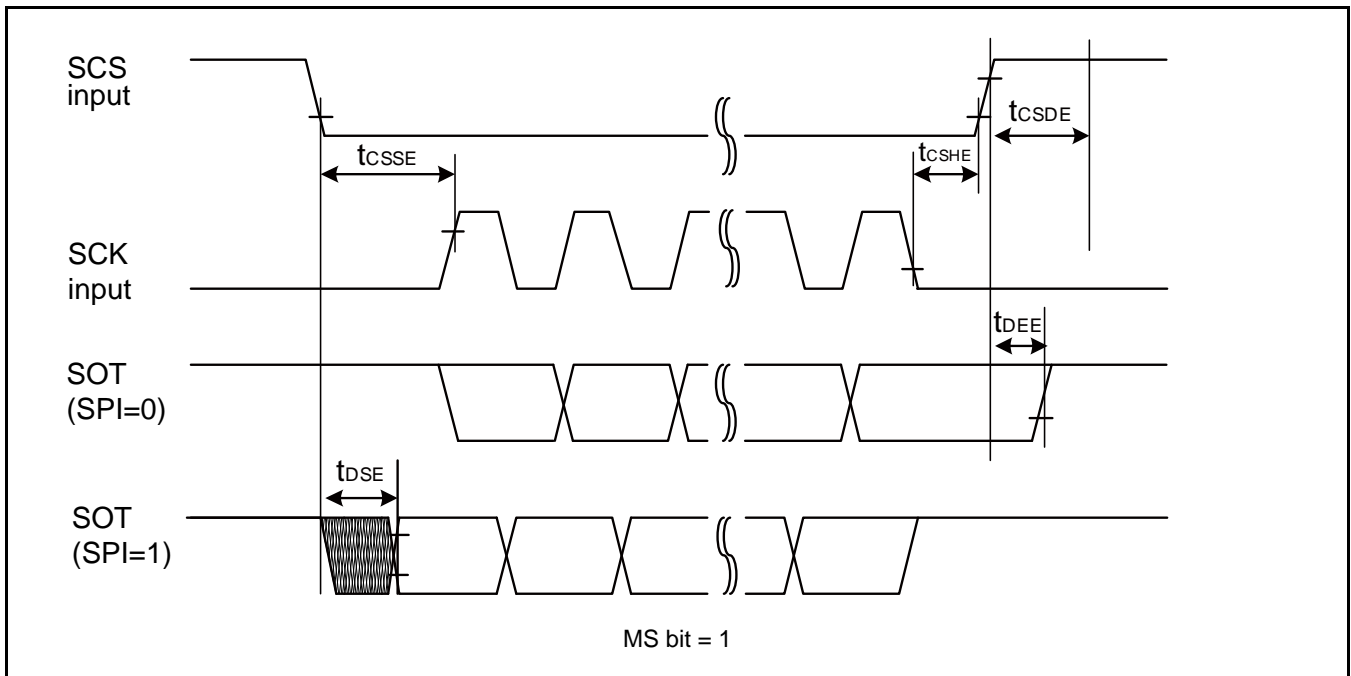 SCS
input
tCSDE
tCSSE
tCSHE
SCK
input
tDEE
SOT
(SPI=0)
tDSE
SOT
(SPI=1)
MS bit = 1